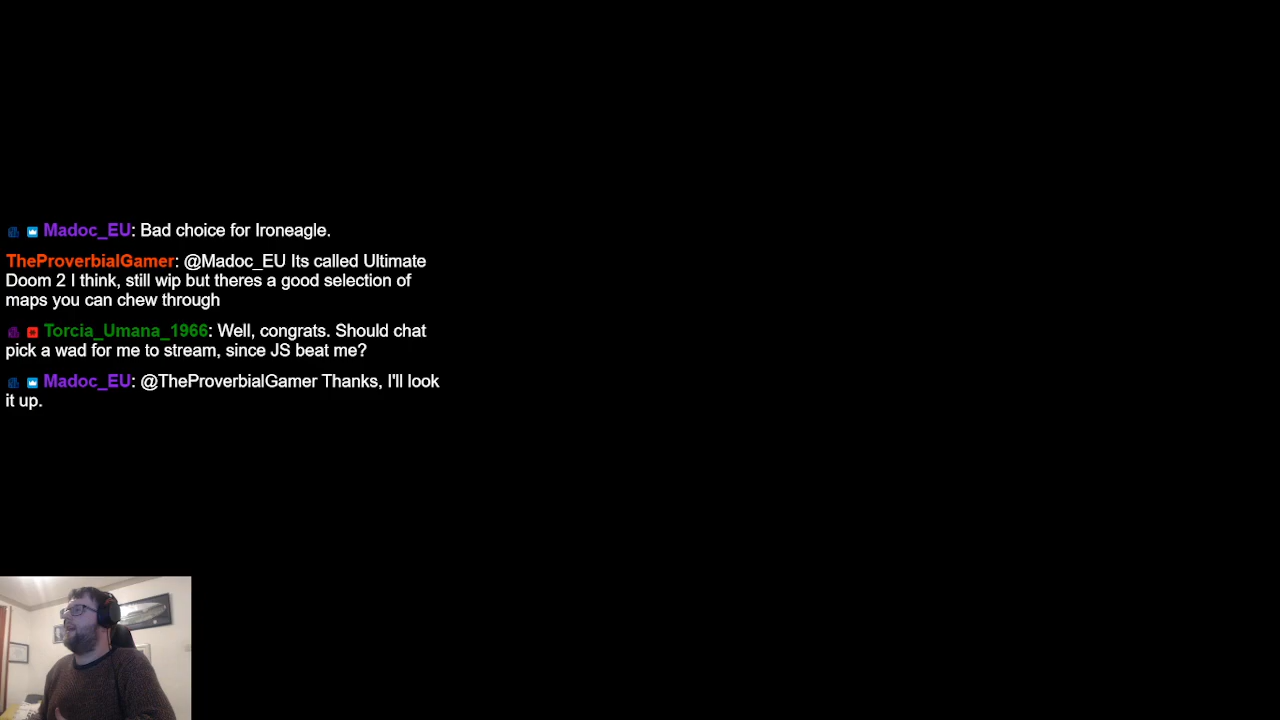 Madoc_EU: Bad choice for Ironeagle.
TheProverbialGamer: @Madoc_EU Its called Ultimate
Doom 2 I think, still wip but theres a good selection of
maps you can chew through
Torcia_Umana_1966: Well, congrats. Should chat
pick a wad for me to stream, since JS beat me?
Madoc_EU: @TheProverbialGamer Thanks, I'll look
it up.